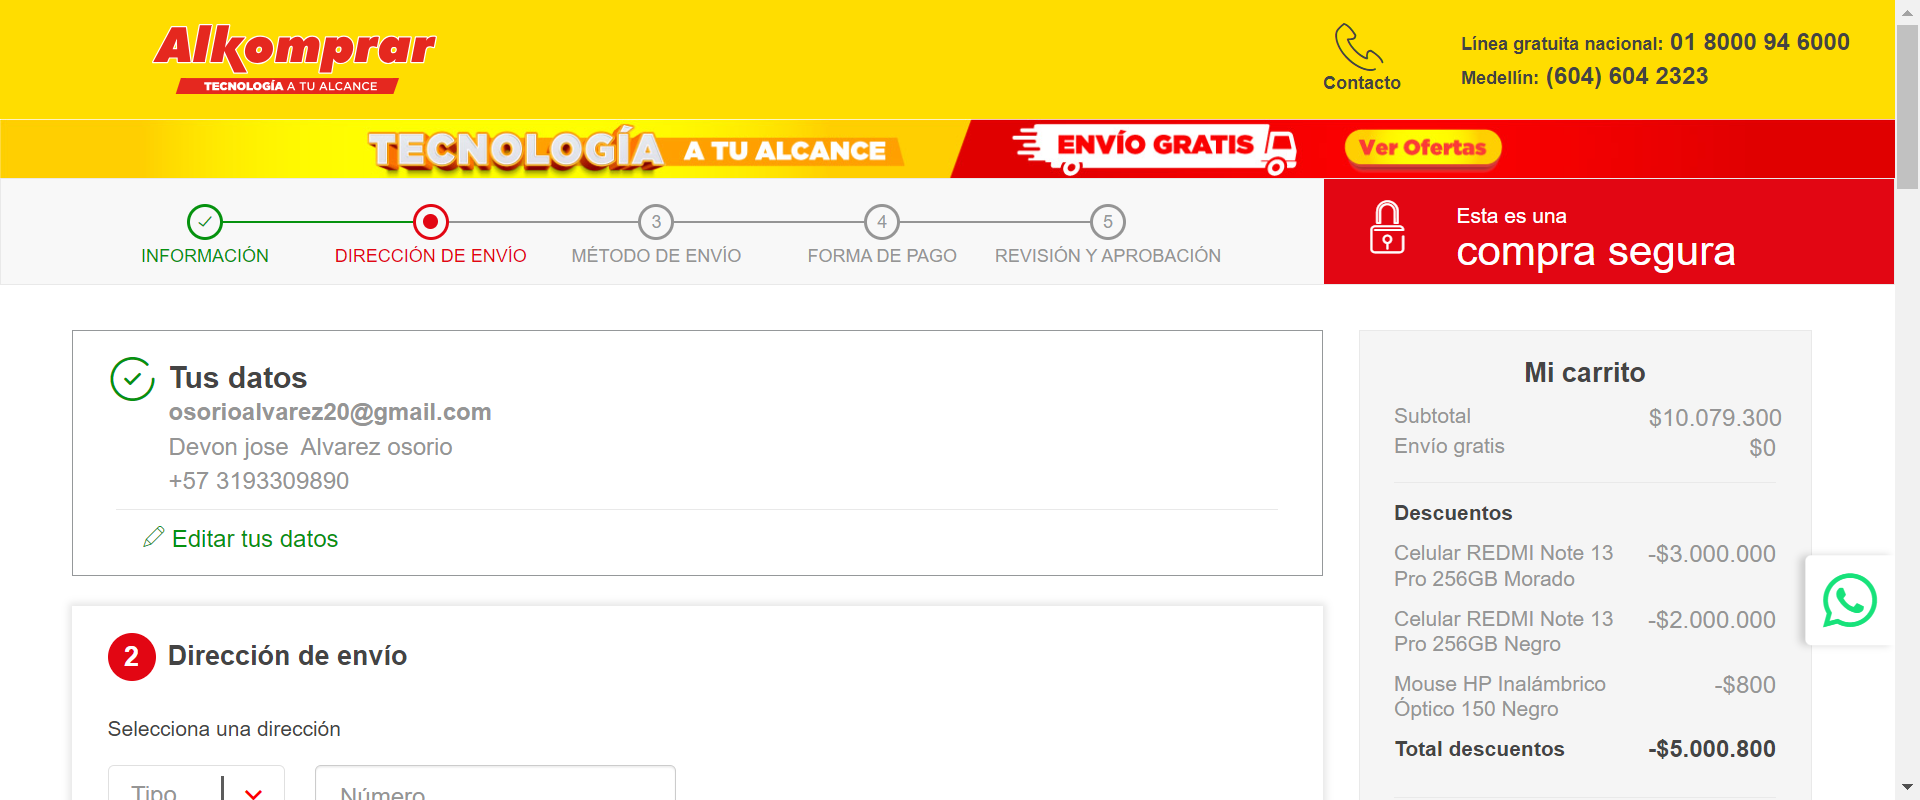 Alkomprar
TECNOLOGÍA A TU ALCANCE
Contacto
Línea gratuita nacional: 01 8000 94 6000
Medellín: (604) 604 2323
TECNOLOGÍA A TU ALCANCE
ENVÍO GRATIS
Ver Ofertas
INFORMACIÓN
DIRECCIÓN DE ENVÍO
3
MÉTODO DE ENVÍO
4
FORMA DE PAGO
5
REVISIÓN Y APROBACIÓN
Esta es una
compra segura
Tus datos
osorioalvarez20@gmail.com
Devon jose Alvarez osorio
+57 3193309890
Editar tus datos
2 Dirección de envío
Selecciona una dirección
Tipo
Número
Mi carrito
Subtotal $10.079.300
Envío gratis $0
Descuentos
Celular REDMI Note 13 -$3.000.000
Pro 256GB Morado
Celular REDMI Note 13 -$2.000.000
Pro 256GB Negro
Mouse HP Inalámbrico -$800
Óptico 150 Negro
Total descuentos -$5.000.800